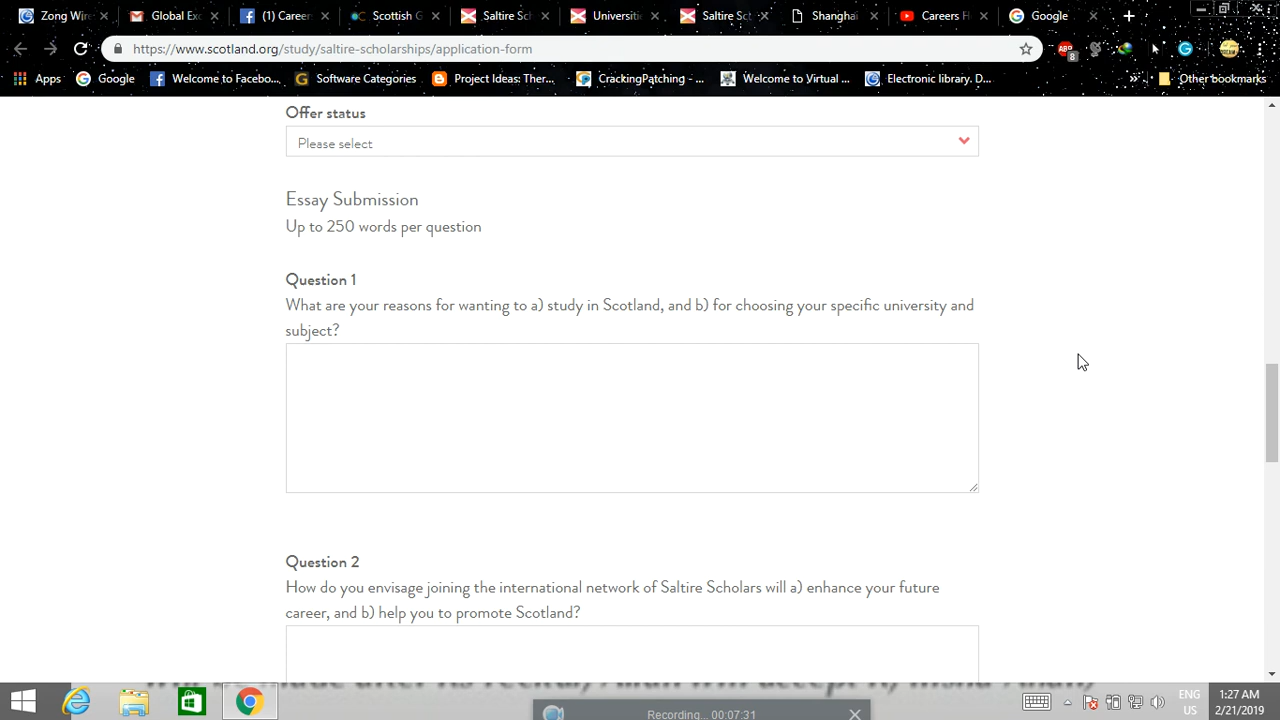 Zong Wire
Global Exc
(1) Career
Scottish G
Saltire Sc
Universiti
Saltire Sc
Shanghai
Careers H
Google
https://www.scotland.org/study/saltire-scholarships/application-form
ABP
8
Apps
Google
Welcome to Facebo...
Software Categories
Project Ideas: Ther...
CrackingPatching - ...
Welcome to Virtual ...
Electronic library. D...
»
Other bookmarks
Offer status
Please select
Essay Submission
Up to 250 words per question
Question 1
What are your reasons for wanting to a) study in Scotland, and b) for choosing your specific university and
subject?
Question 2
How do you envisage joining the international network of Saltire Scholars will a) enhance your future
career, and b) help you to promote Scotland?
Recording... 00:07:31
ENG
US
1:27 AM
2/21/2019